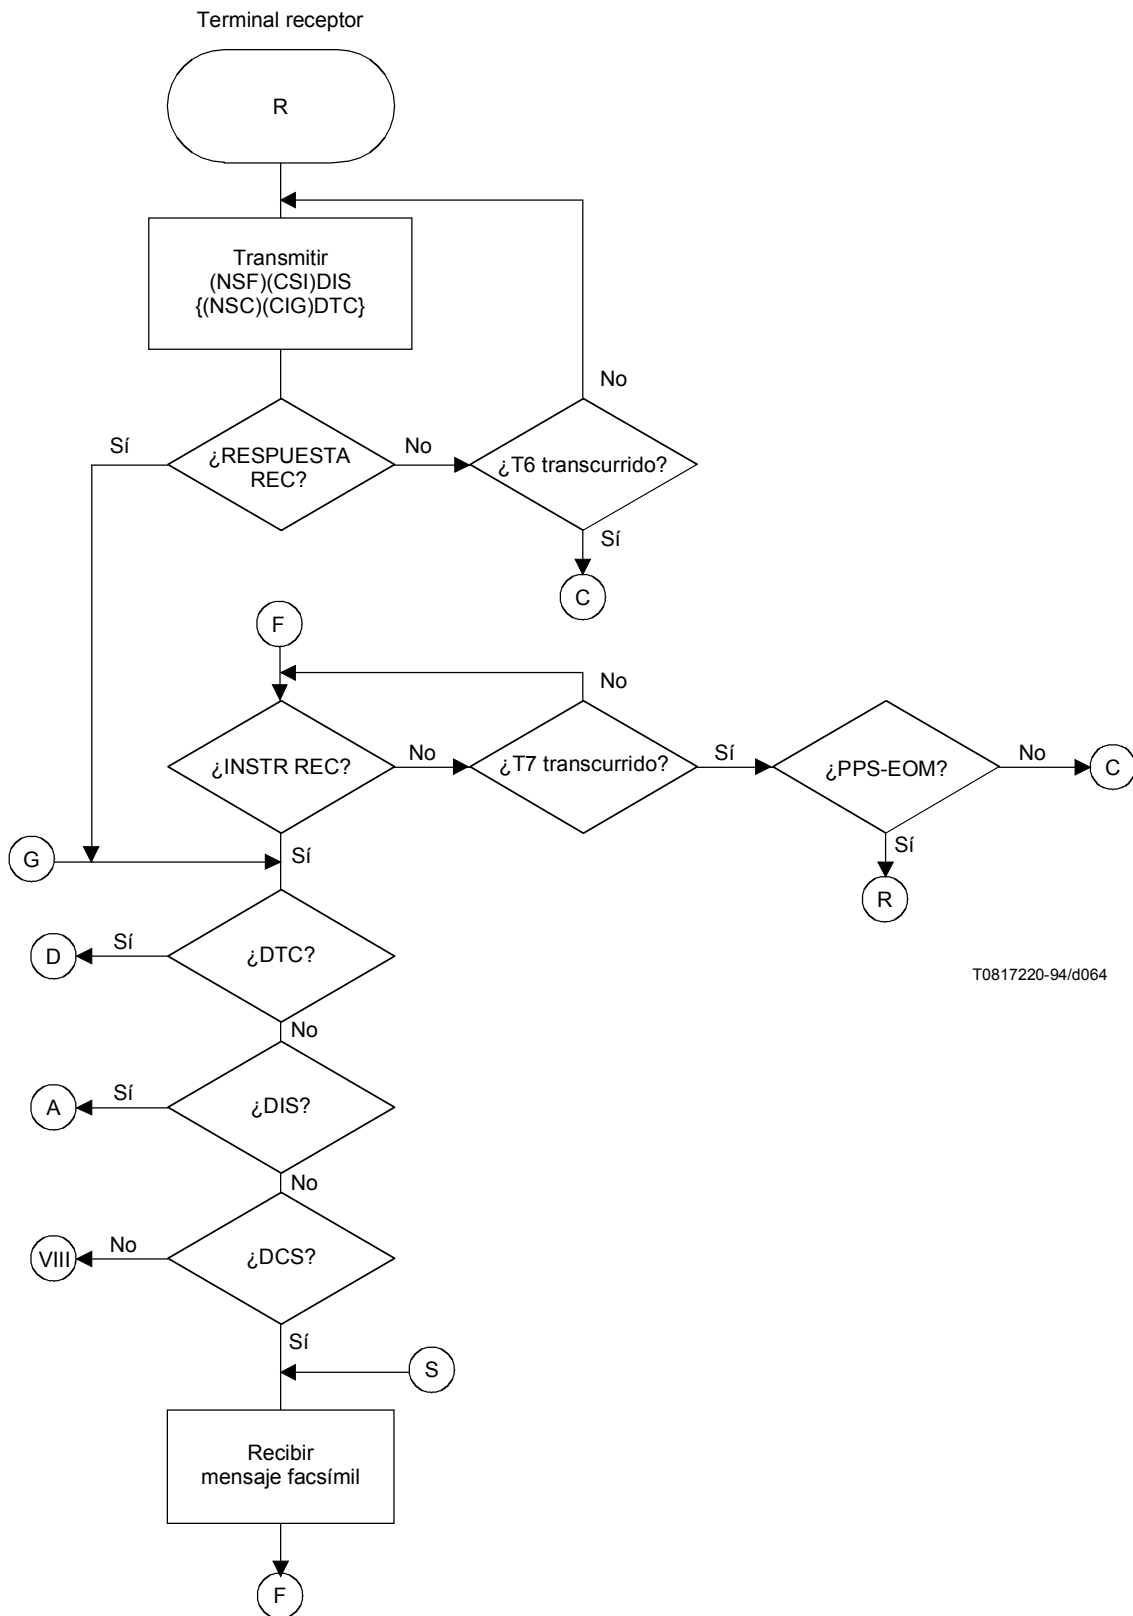 Terminal receptor
R
Transmitir
(NSF)(CSI)DIS
{(NSC)(CIG)DTC}
No
Sí
¿RESPUESTA
REC?
No
¿T6 transcurrido?
Sí
C
F
No
¿INSTR REC?
No
¿T7 transcurrido?
Sí
¿PPS-EOM?
No
C
Sí
G
Sí
R
D
Sí
¿DTC?
T0817220-94/d064
No
A
Sí
¿DIS?
No
VIII
No
¿DCS?
Sí
S
Recibir
mensaje facsímil
F